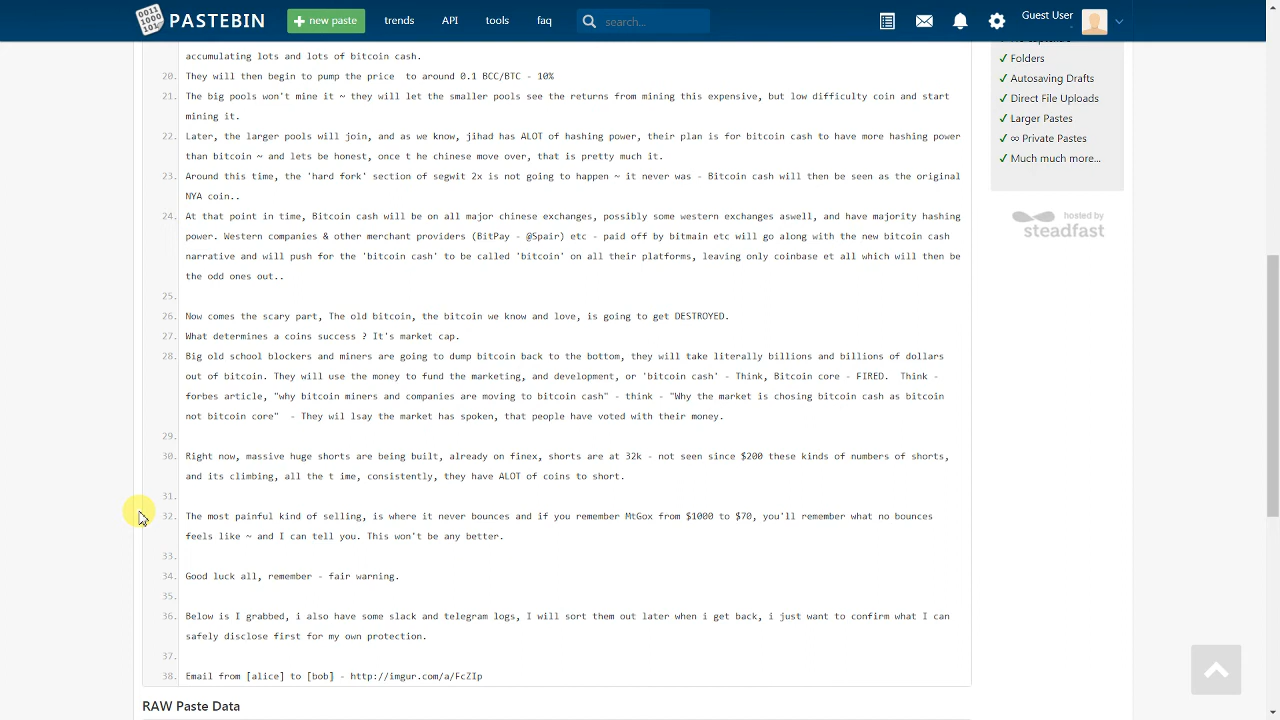 PASTEBIN
new paste
trends
API
tools
faq
search...
Guest User
accumulating lots and lots of bitcoin cash.
20. They will then begin to pump the price to around 0.1 BCC/BTC - 10%
21. The big pools won't mine it ~ they will let the smaller pools see the returns from mining this expensive, but low difficulty coin and start
mining it.
22. Later, the larger pools will join, and as we know, jihad has ALOT of hashing power, their plan is for bitcoin cash to have more hashing power
than bitcoin ~ and lets be honest, once t he chinese move over, that is pretty much it.
23. Around this time, the 'hard fork' section of segwit 2x is not going to happen ~ it never was - Bitcoin cash will then be seen as the original
NYA coin..
24. At that point in time, Bitcoin cash will be on all major chinese exchanges, possibly some western exchanges aswell, and have majority hashing
power. Western companies & other payment providers (BitPay - @Spair) etc - paid off by bitmain etc will go along with the new bitcoin cash
narrative and will push for the 'bitcoin cash' to be called 'bitcoin' on all their platforms, leaving only coinbase et all which will then be
the odd ones out..
25.
26. Now comes the scary part, The old bitcoin, the bitcoin we know and love, is going to get DESTROYED.
27. What determines a coins success ? It's market cap.
28. Big old school blockers and miners are going to dump bitcoin back to the bottom, they will take literally billions and billions of dollars
out of bitcoin. They will use the money to fund the marketing, and development, or 'bitcoin cash' - Think, Bitcoin core - FIRED. Think -
forbes article, "why bitcoin miners and companies are moving to bitcoin cash" - think - "Why the market is chosing bitcoin cash as bitcoin
not bitcoin core" - They wil lsay the market has spoken, that people have voted with their money.
29.
30. Right now, massive huge shorts are being built, already on finex, shorts are at 32k - not seen since $200 these kinds of numbers of shorts,
and its climbing, all the t ime, consistently, they have ALOT of coins to short.
31.
32. The most painful kind of selling, is where it never bounces and if you remember MtGox from $1000 to $70, you'll remember what no bounces
feels like ~ and I can tell you. This won't be any better.
33.
34. Good luck all, remember - fair warning.
35.
36. Below is I grabbed, i also have some slack and telegram logs, I will sort them out later when i get back, i just want to confirm what I can
safely disclose first for my own protection.
37.
38. Email from [alice] to [bob] - http://imgur.com/a/FcZIp
RAW Paste Data
✓ Folders
✓ Autosaving Drafts
✓ Direct File Uploads
✓ Larger Pastes
✓ ∞ Private Pastes
✓ Much much more...
hosted by
steadfast